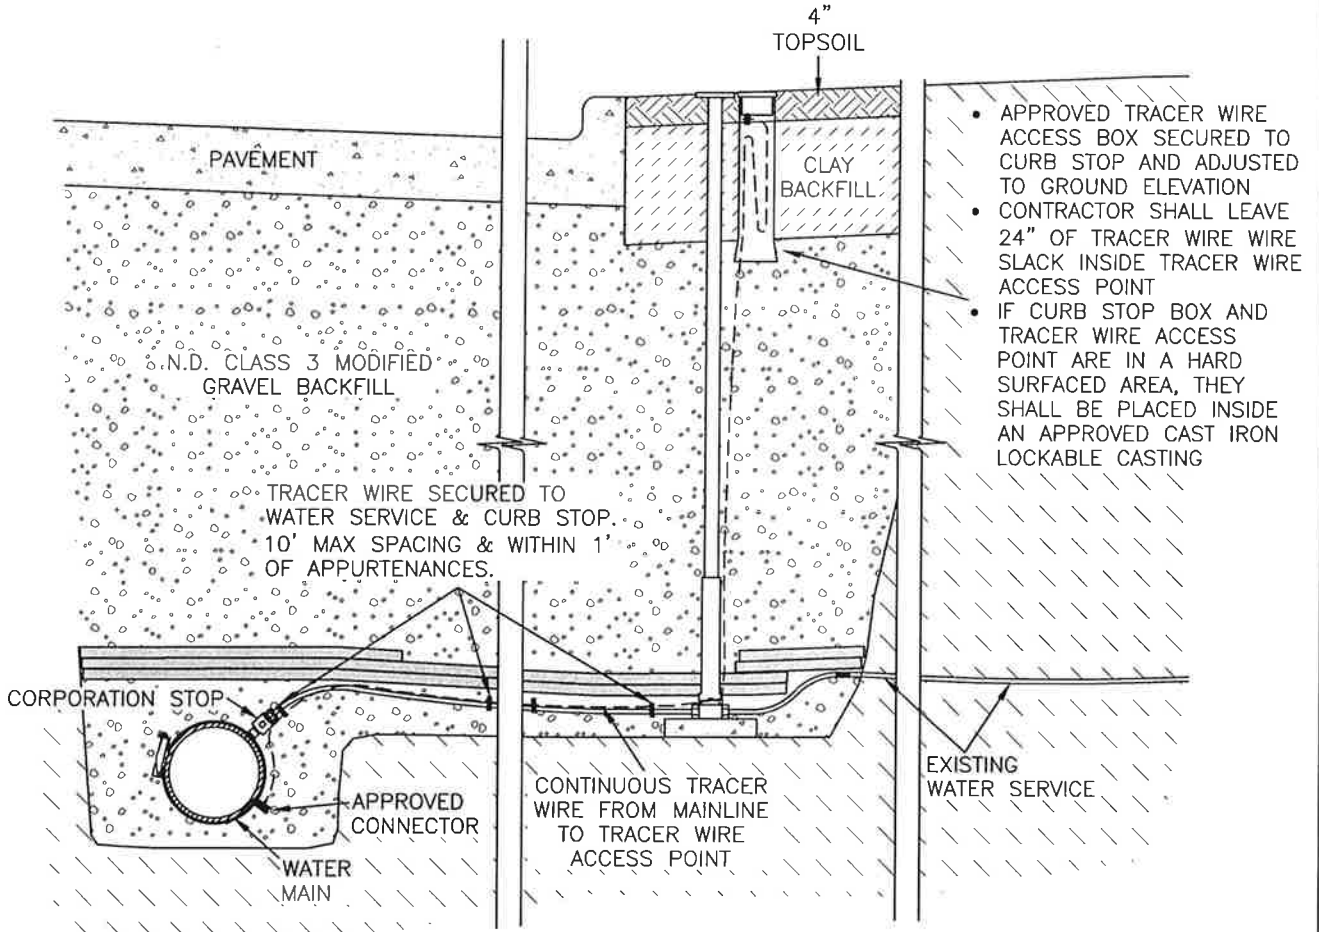 4"
TOPSOIL
PAVEMENT
CLAY
BACKFILL
• APPROVED TRACER WIRE
ACCESS BOX SECURED TO
CURB STOP AND ADJUSTED
TO GROUND ELEVATION
• CONTRACTOR SHALL LEAVE
24" OF TRACER WIRE WIRE
SLACK INSIDE TRACER WIRE
ACCESS POINT
• IF CURB STOP BOX AND
TRACER WIRE ACCESS
POINT ARE IN A HARD
SURFACED AREA, THEY
SHALL BE PLACED INSIDE
AN APPROVED CAST IRON
LOCKABLE CASTING
N.D. CLASS 3 MODIFIED
GRAVEL BACKFILL
TRACER WIRE SECURED TO
WATER SERVICE & CURB STOP.
10' MAX SPACING & WITHIN 1'
OF APPURTENANCES.
CORPORATION STOP
APPROVED
CONNECTOR
WATER
MAIN
CONTINUOUS TRACER
WIRE FROM MAINLINE
TO TRACER WIRE
ACCESS POINT
EXISTING
WATER SERVICE